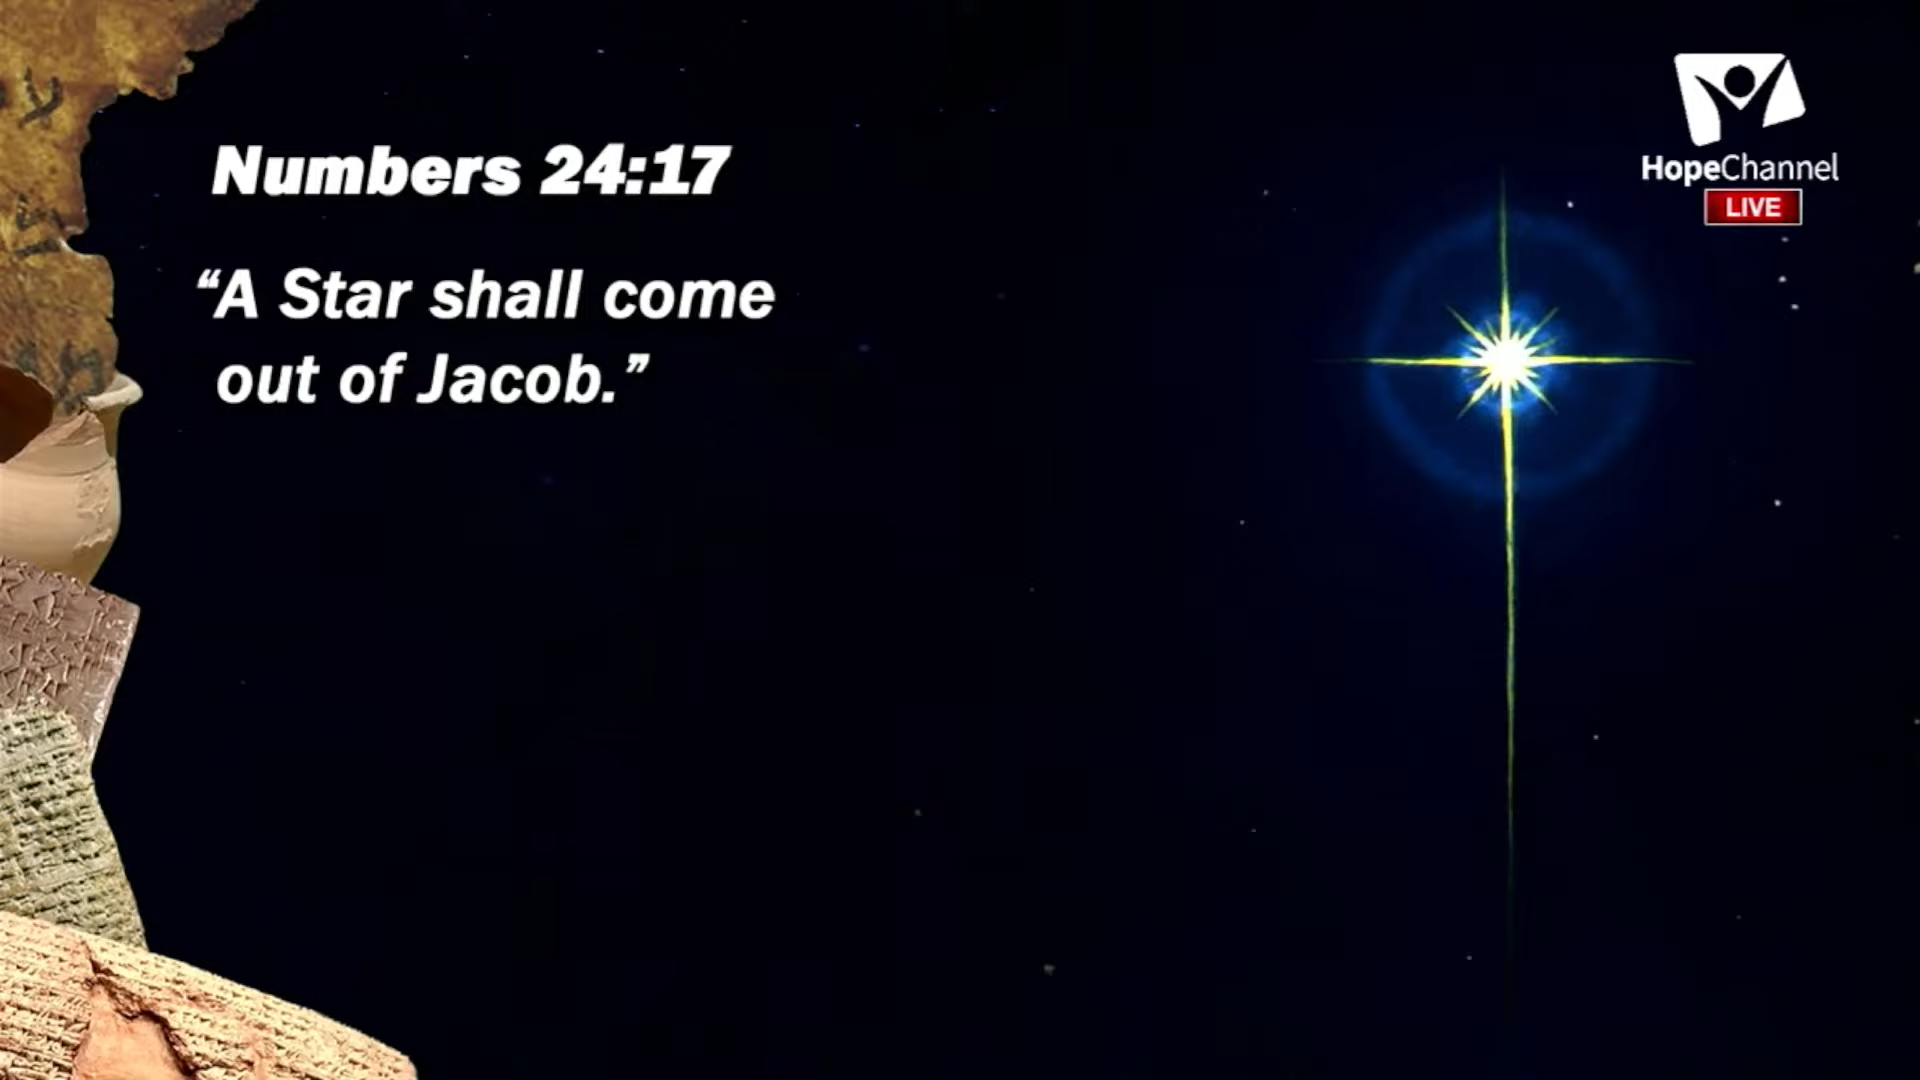 Numbers 24:17
“A Star shall come
out of Jacob.”
HopeChannel
LIVE